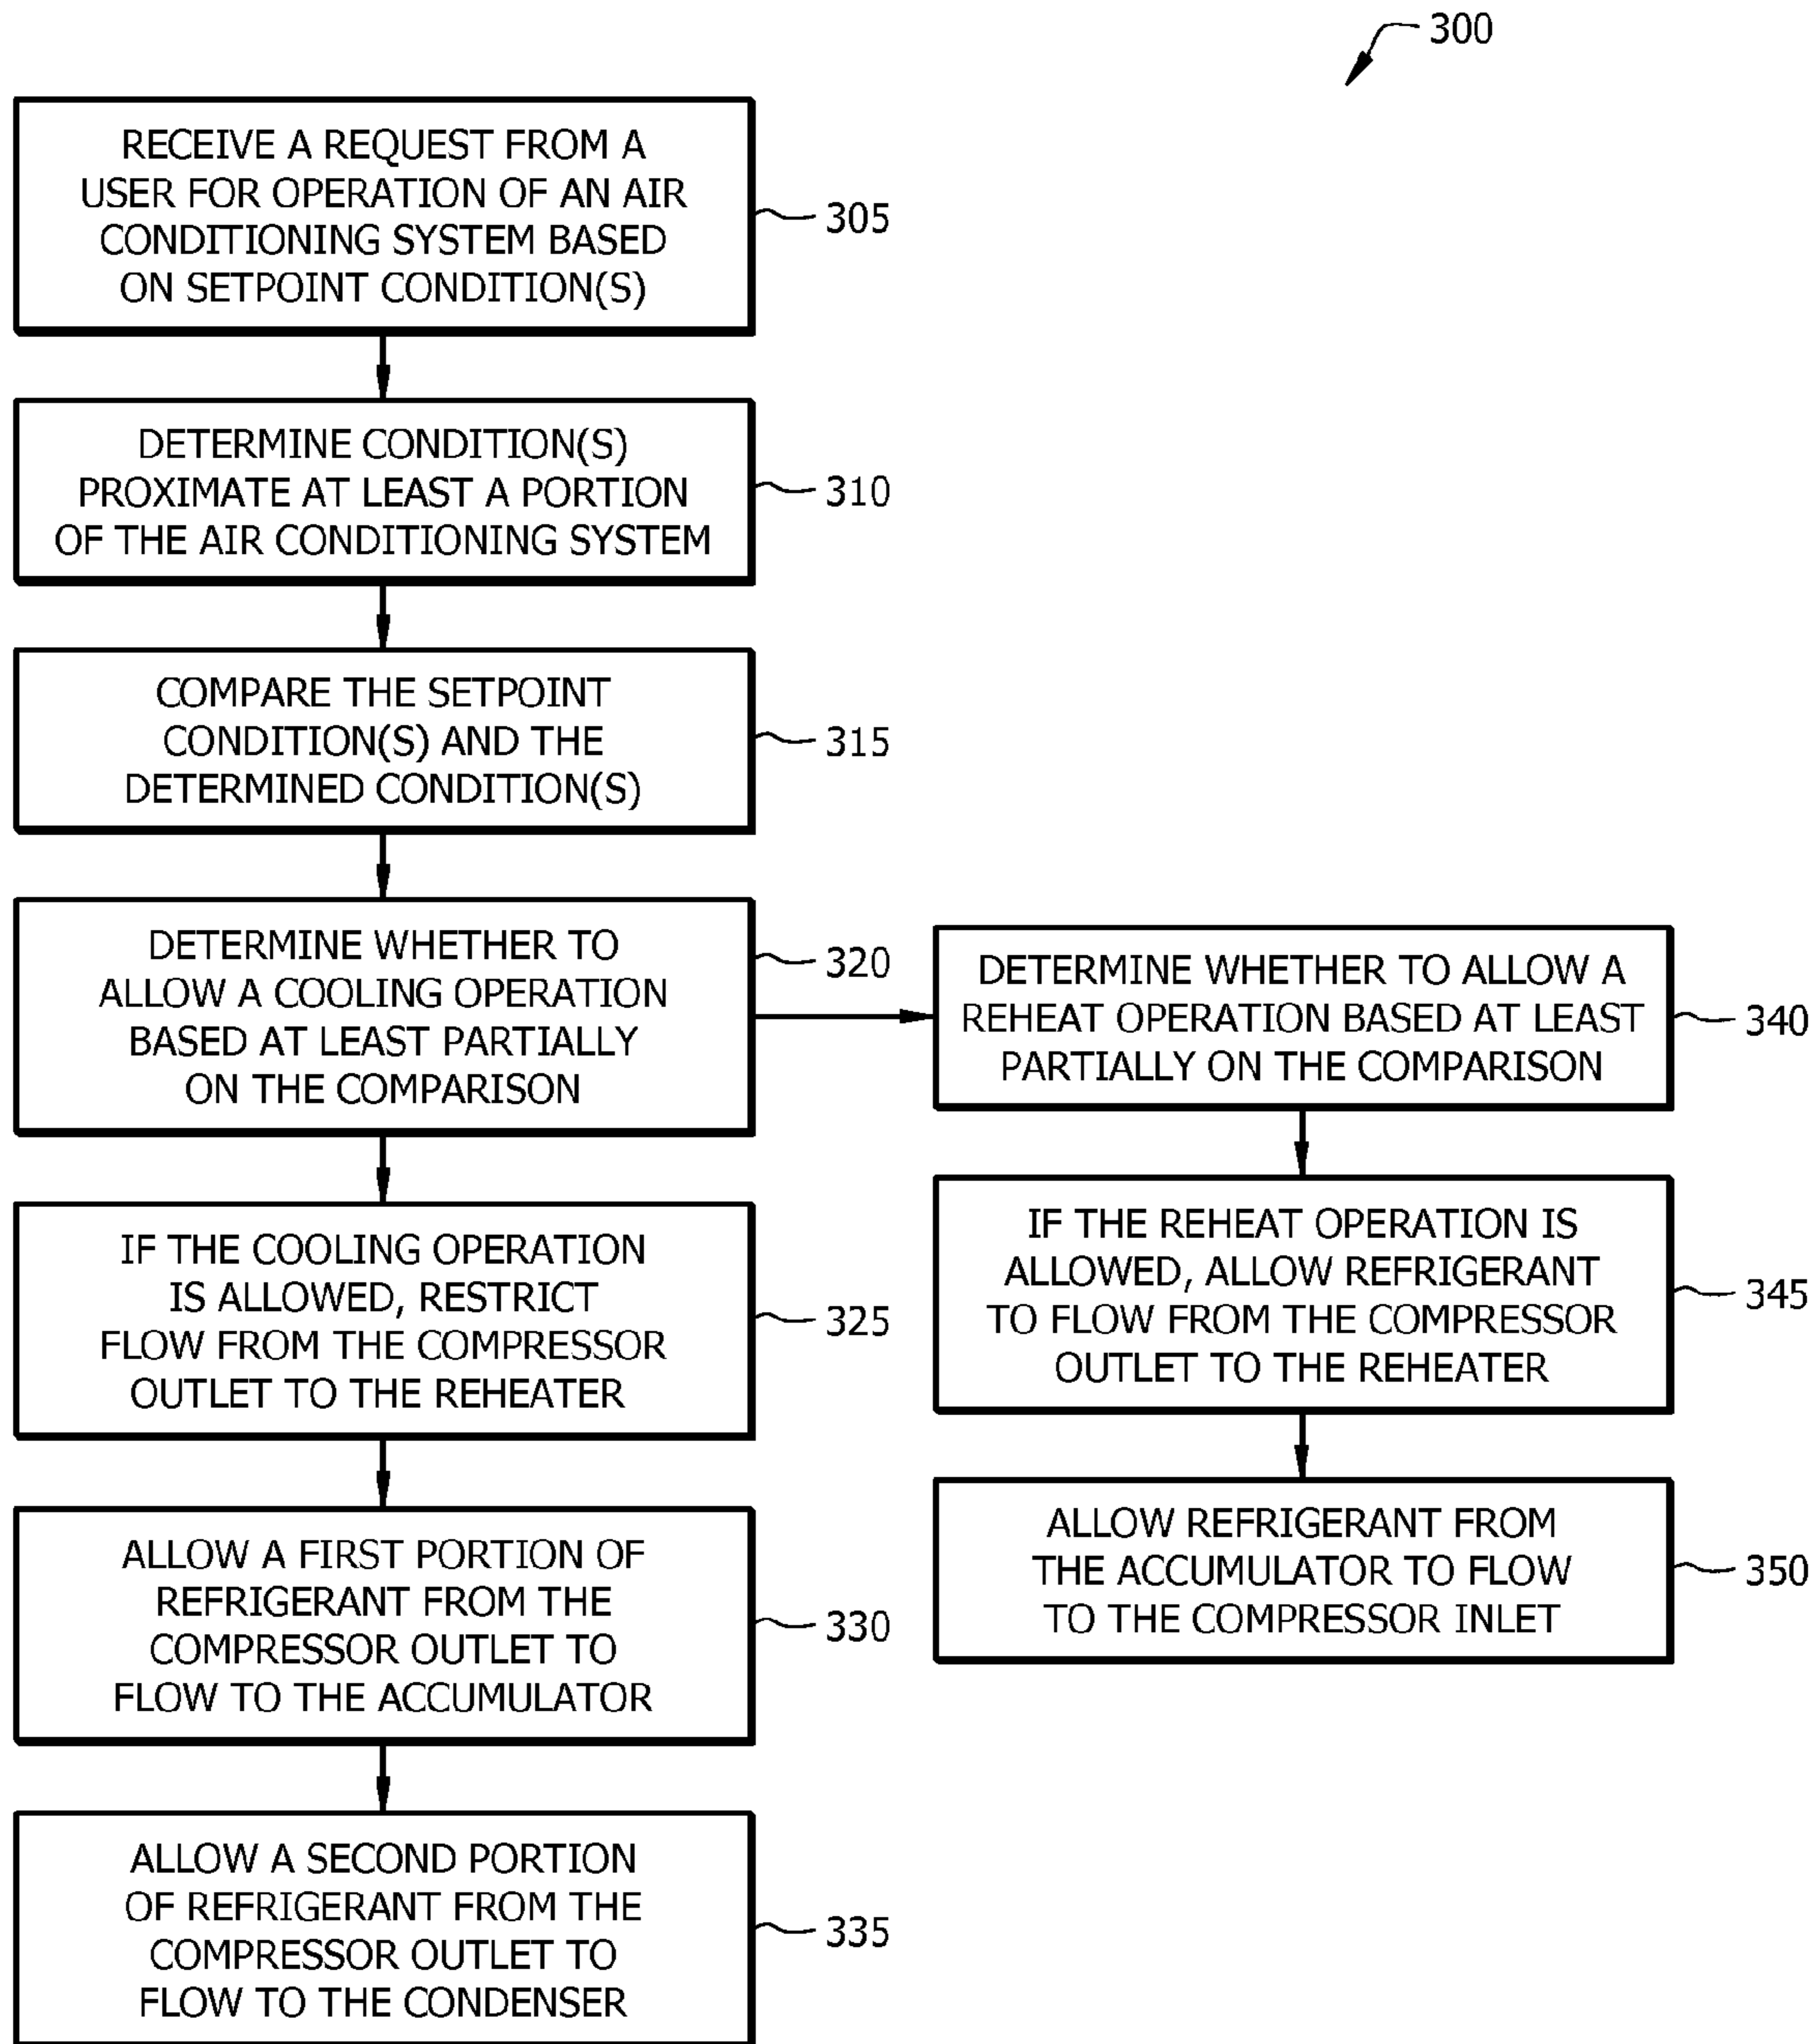 300
RECEIVE A REQUEST FROM A
USER FOR OPERATION OF AN AIR
CONDITIONING SYSTEM BASED
ON SETPOINT CONDITION(S)
305
DETERMINE CONDITION(S)
PROXIMATE AT LEAST A PORTION
OF THE AIR CONDITIONING SYSTEM
310
COMPARE THE SETPOINT
CONDITION(S) AND THE
DETERMINED CONDITION(S)
315
DETERMINE WHETHER TO
ALLOW A COOLING OPERATION
BASED AT LEAST PARTIALLY
ON THE COMPARISON
320
IF THE COOLING OPERATION
IS ALLOWED, RESTRICT
FLOW FROM THE COMPRESSOR
OUTLET TO THE REHEATER
325
ALLOW A FIRST PORTION OF
REFRIGERANT FROM THE
COMPRESSOR OUTLET TO
FLOW TO THE ACCUMULATOR
330
ALLOW A SECOND PORTION
OF REFRIGERANT FROM THE
COMPRESSOR OUTLET TO
FLOW TO THE CONDENSER
335
DETERMINE WHETHER TO ALLOW A
REHEAT OPERATION BASED AT LEAST
PARTIALLY ON THE COMPARISON
340
IF THE REHEAT OPERATION IS
ALLOWED, ALLOW REFRIGERANT
TO FLOW FROM THE COMPRESSOR
OUTLET TO THE REHEATER
345
ALLOW REFRIGERANT FROM
THE ACCUMULATOR TO FLOW
TO THE COMPRESSOR INLET
350